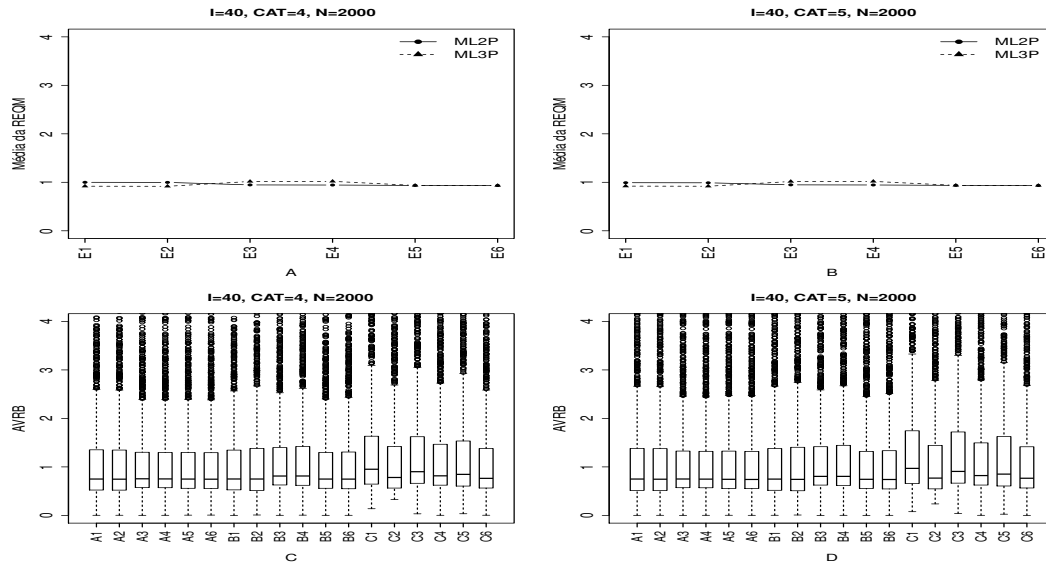 I=40, CAT=4, N=2000
Média da REQM
0 1 2 3 4
ML2P
ML3P
E1 E2 E3 E4 E5 E6
A
I=40, CAT=5, N=2000
Média da REQM
0 1 2 3 4
ML2P
ML3P
E1 E2 E3 E4 E5 E6
B
I=40, CAT=4, N=2000
AVRB
0 1 2 3 4
A1 A2 A3 A4 A5 A6 B1 B2 B3 B4 B5 B6 C1 C2 C3 C4 C5 C6
C
I=40, CAT=5, N=2000
AVRB
0 1 2 3 4
A1 A2 A3 A4 A5 A6 B1 B2 B3 B4 B5 B6 C1 C2 C3 C4 C5 C6
D